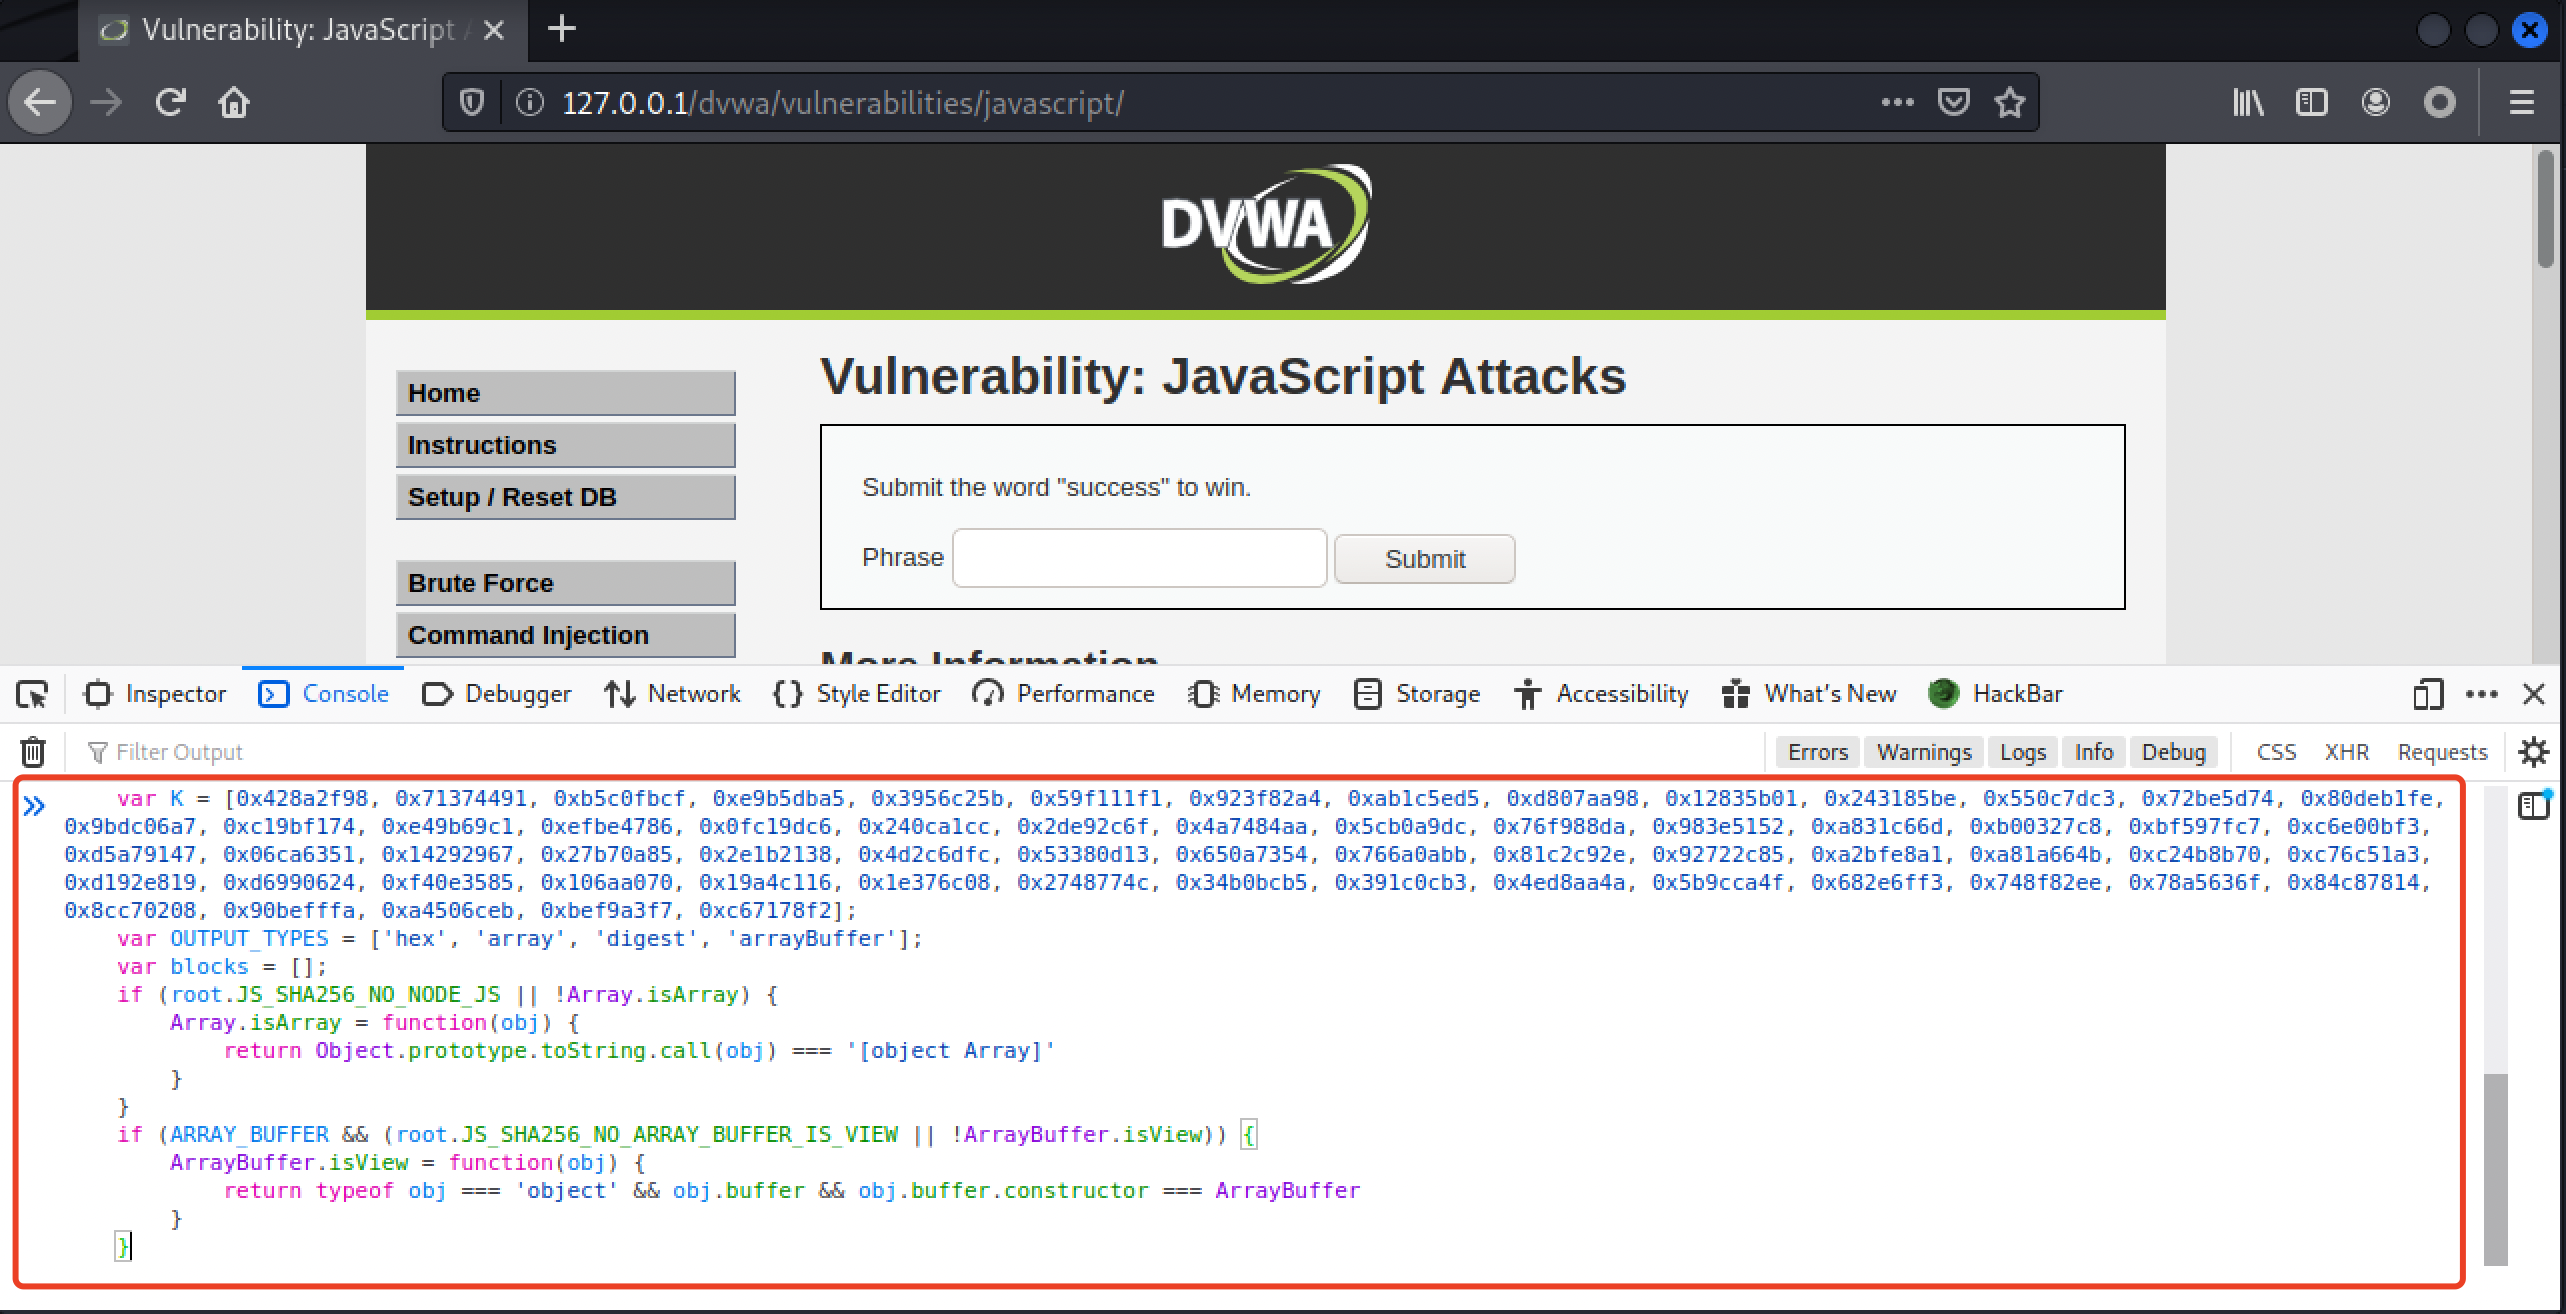 Vulnerability: JavaScript A
127.0.0.1/dvwa/vulnerabilities/javascript/
DVWA
Home
Instructions
Setup / Reset DB
Brute Force
Command Injection
Vulnerability: JavaScript Attacks
Submit the word "success" to win.
Phrase
Submit
More Information
Inspector Console Debugger Network Style Editor Performance Memory Storage Accessibility What's New HackBar
Filter Output Errors Warnings Logs Info Debug CSS XHR Requests
var K = [0x428a2f98, 0x71374491, 0xb5c0fbcf, 0xe9b5dba5, 0x3956c25b, 0x59f111f1, 0x923f82a4, 0xab1c5ed5, 0xd807aa98, 0x12835b01, 0x243185be, 0x550c7dc3, 0x72be5d74, 0x80deb1fe,
0x9bdc06a7, 0xc19bf174, 0xe49b69c1, 0xefbe4786, 0x0fc19dc6, 0x240ca1cc, 0x2de92c6f, 0x4a7484aa, 0x5cb0a9dc, 0x76f988da, 0x983e5152, 0xa831c66d, 0xb00327c8, 0xbf597fc7, 0xc6e00bf3,
0xd5a79147, 0x06ca6351, 0x14292967, 0x27b70a85, 0x2e1b2138, 0x4d2c6dfc, 0x53380d13, 0x650a7354, 0x766a0abb, 0x81c2c92e, 0x92722c85, 0xa2bfe8a1, 0xa81a664b, 0xc24b8b70, 0xc76c51a3,
0xd192e819, 0xd6990624, 0xf40e3585, 0x106aa070, 0x19a4c116, 0x1e376c08, 0x2748774c, 0x34b0bcb5, 0x391c0cb3, 0x4ed8aa4a, 0x5b9cca4f, 0x682e6ff3, 0x748f82ee, 0x78a5636f, 0x84c87814,
0x8cc70208, 0x90befffa, 0xa4506ceb, 0xbef9a3f7, 0xc67178f2];
var OUTPUT_TYPES = ['hex', 'array', 'digest', 'arrayBuffer'];
var blocks = [];
if (root.JS_SHA256_NO_NODE_JS || !Array.isArray) {
Array.isArray = function(obj) {
return Object.prototype.toString.call(obj) === '[object Array]'
}
}
if (ARRAY_BUFFER && (root.JS_SHA256_NO_ARRAY_BUFFER_IS_VIEW || !ArrayBuffer.isView)) {
ArrayBuffer.isView = function(obj) {
return typeof obj === 'object' && obj.buffer && obj.buffer.constructor === ArrayBuffer
}
}